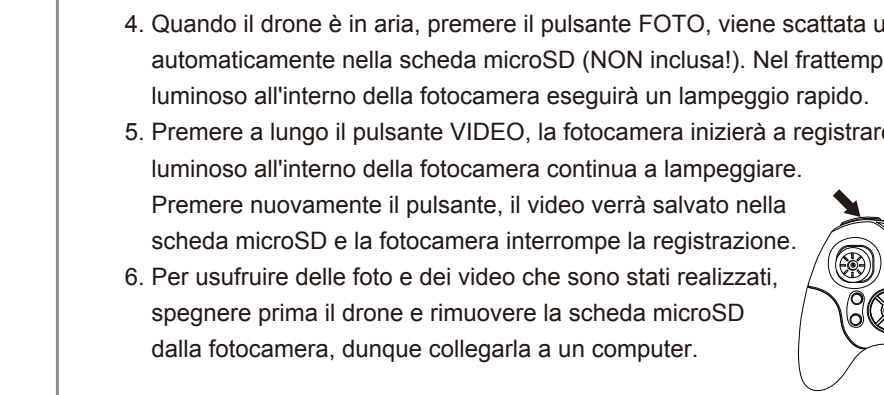 4. Quando il drone è in aria, premere il pulsante FOTO, viene scattata
automaticamente nella scheda microSD (NON inclusa!). Nel
luminoso all'interno della fotocamera eseguirà un lampeggio rapido.
5. Premere a lungo il pulsante VIDEO, la fotocamera inizierà a registrare
luminoso all'interno della fotocamera continua a lampeggiare.
Premere nuovamente il pulsante, il video verrà salvato nella
scheda microSD e la fotocamera interrompe la registrazione.
6. Per usufruire delle foto e dei video che sono stati realizzati,
spegnere prima il drone e rimuovere la scheda microSD
dalla fotocamera, dunque collegarla a un computer.